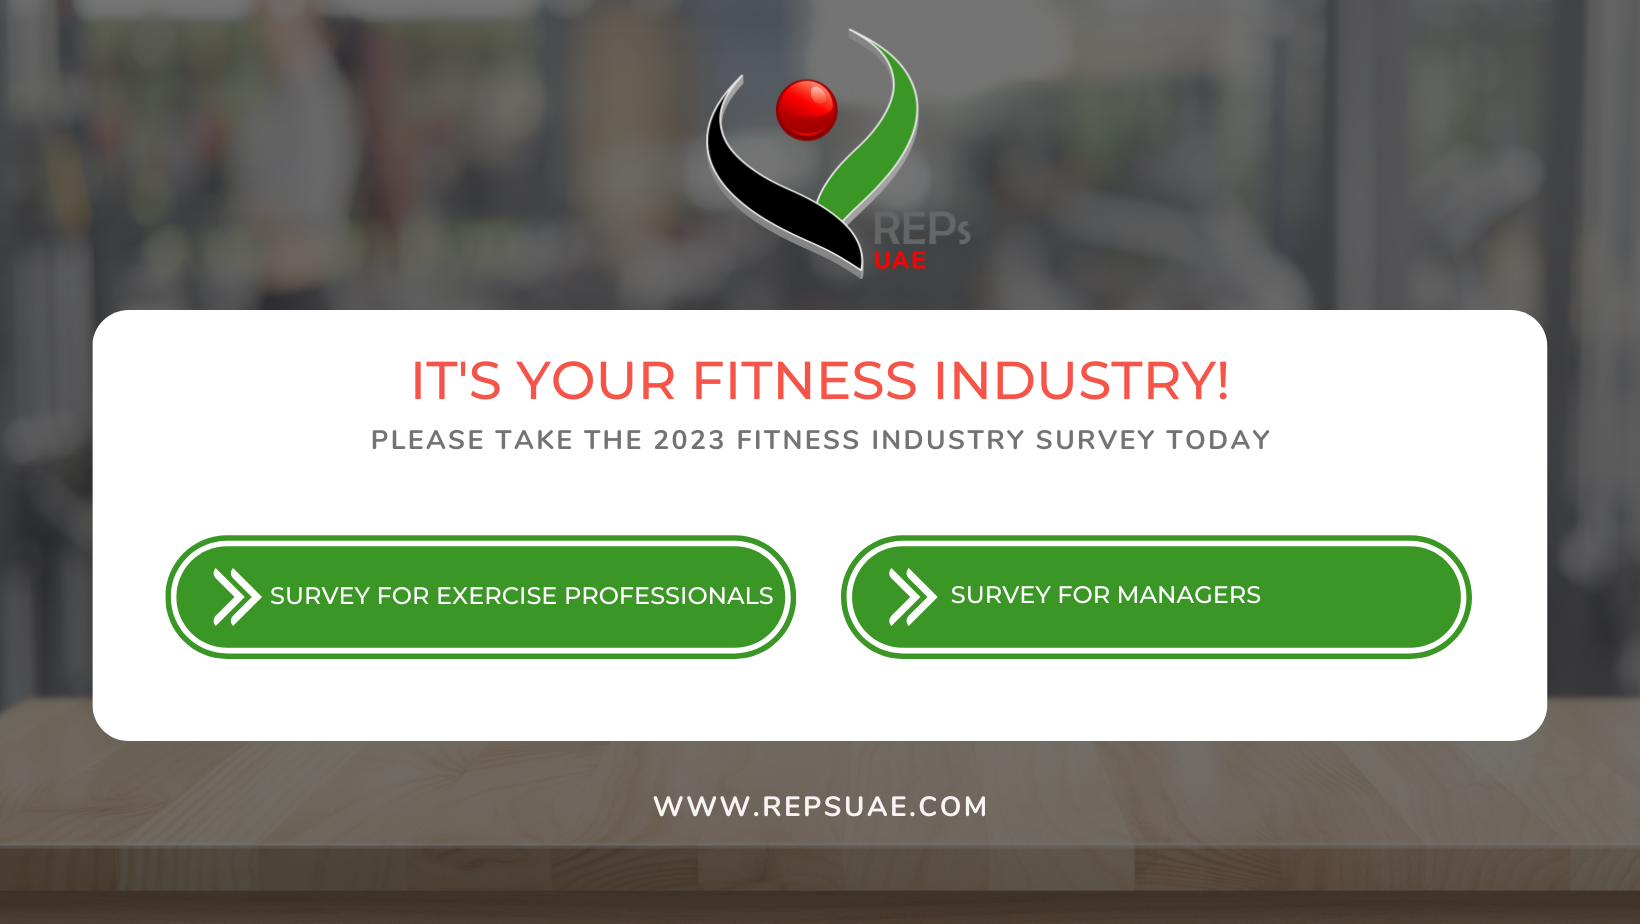 REPs
UAE
IT'S YOUR FITNESS INDUSTRY!
PLEASE TAKE THE 2023 FITNESS INDUSTRY SURVEY TODAY
SURVEY FOR EXERCISE PROFESSIONALS
SURVEY FOR MANAGERS
WWW.REPSUAE.COM